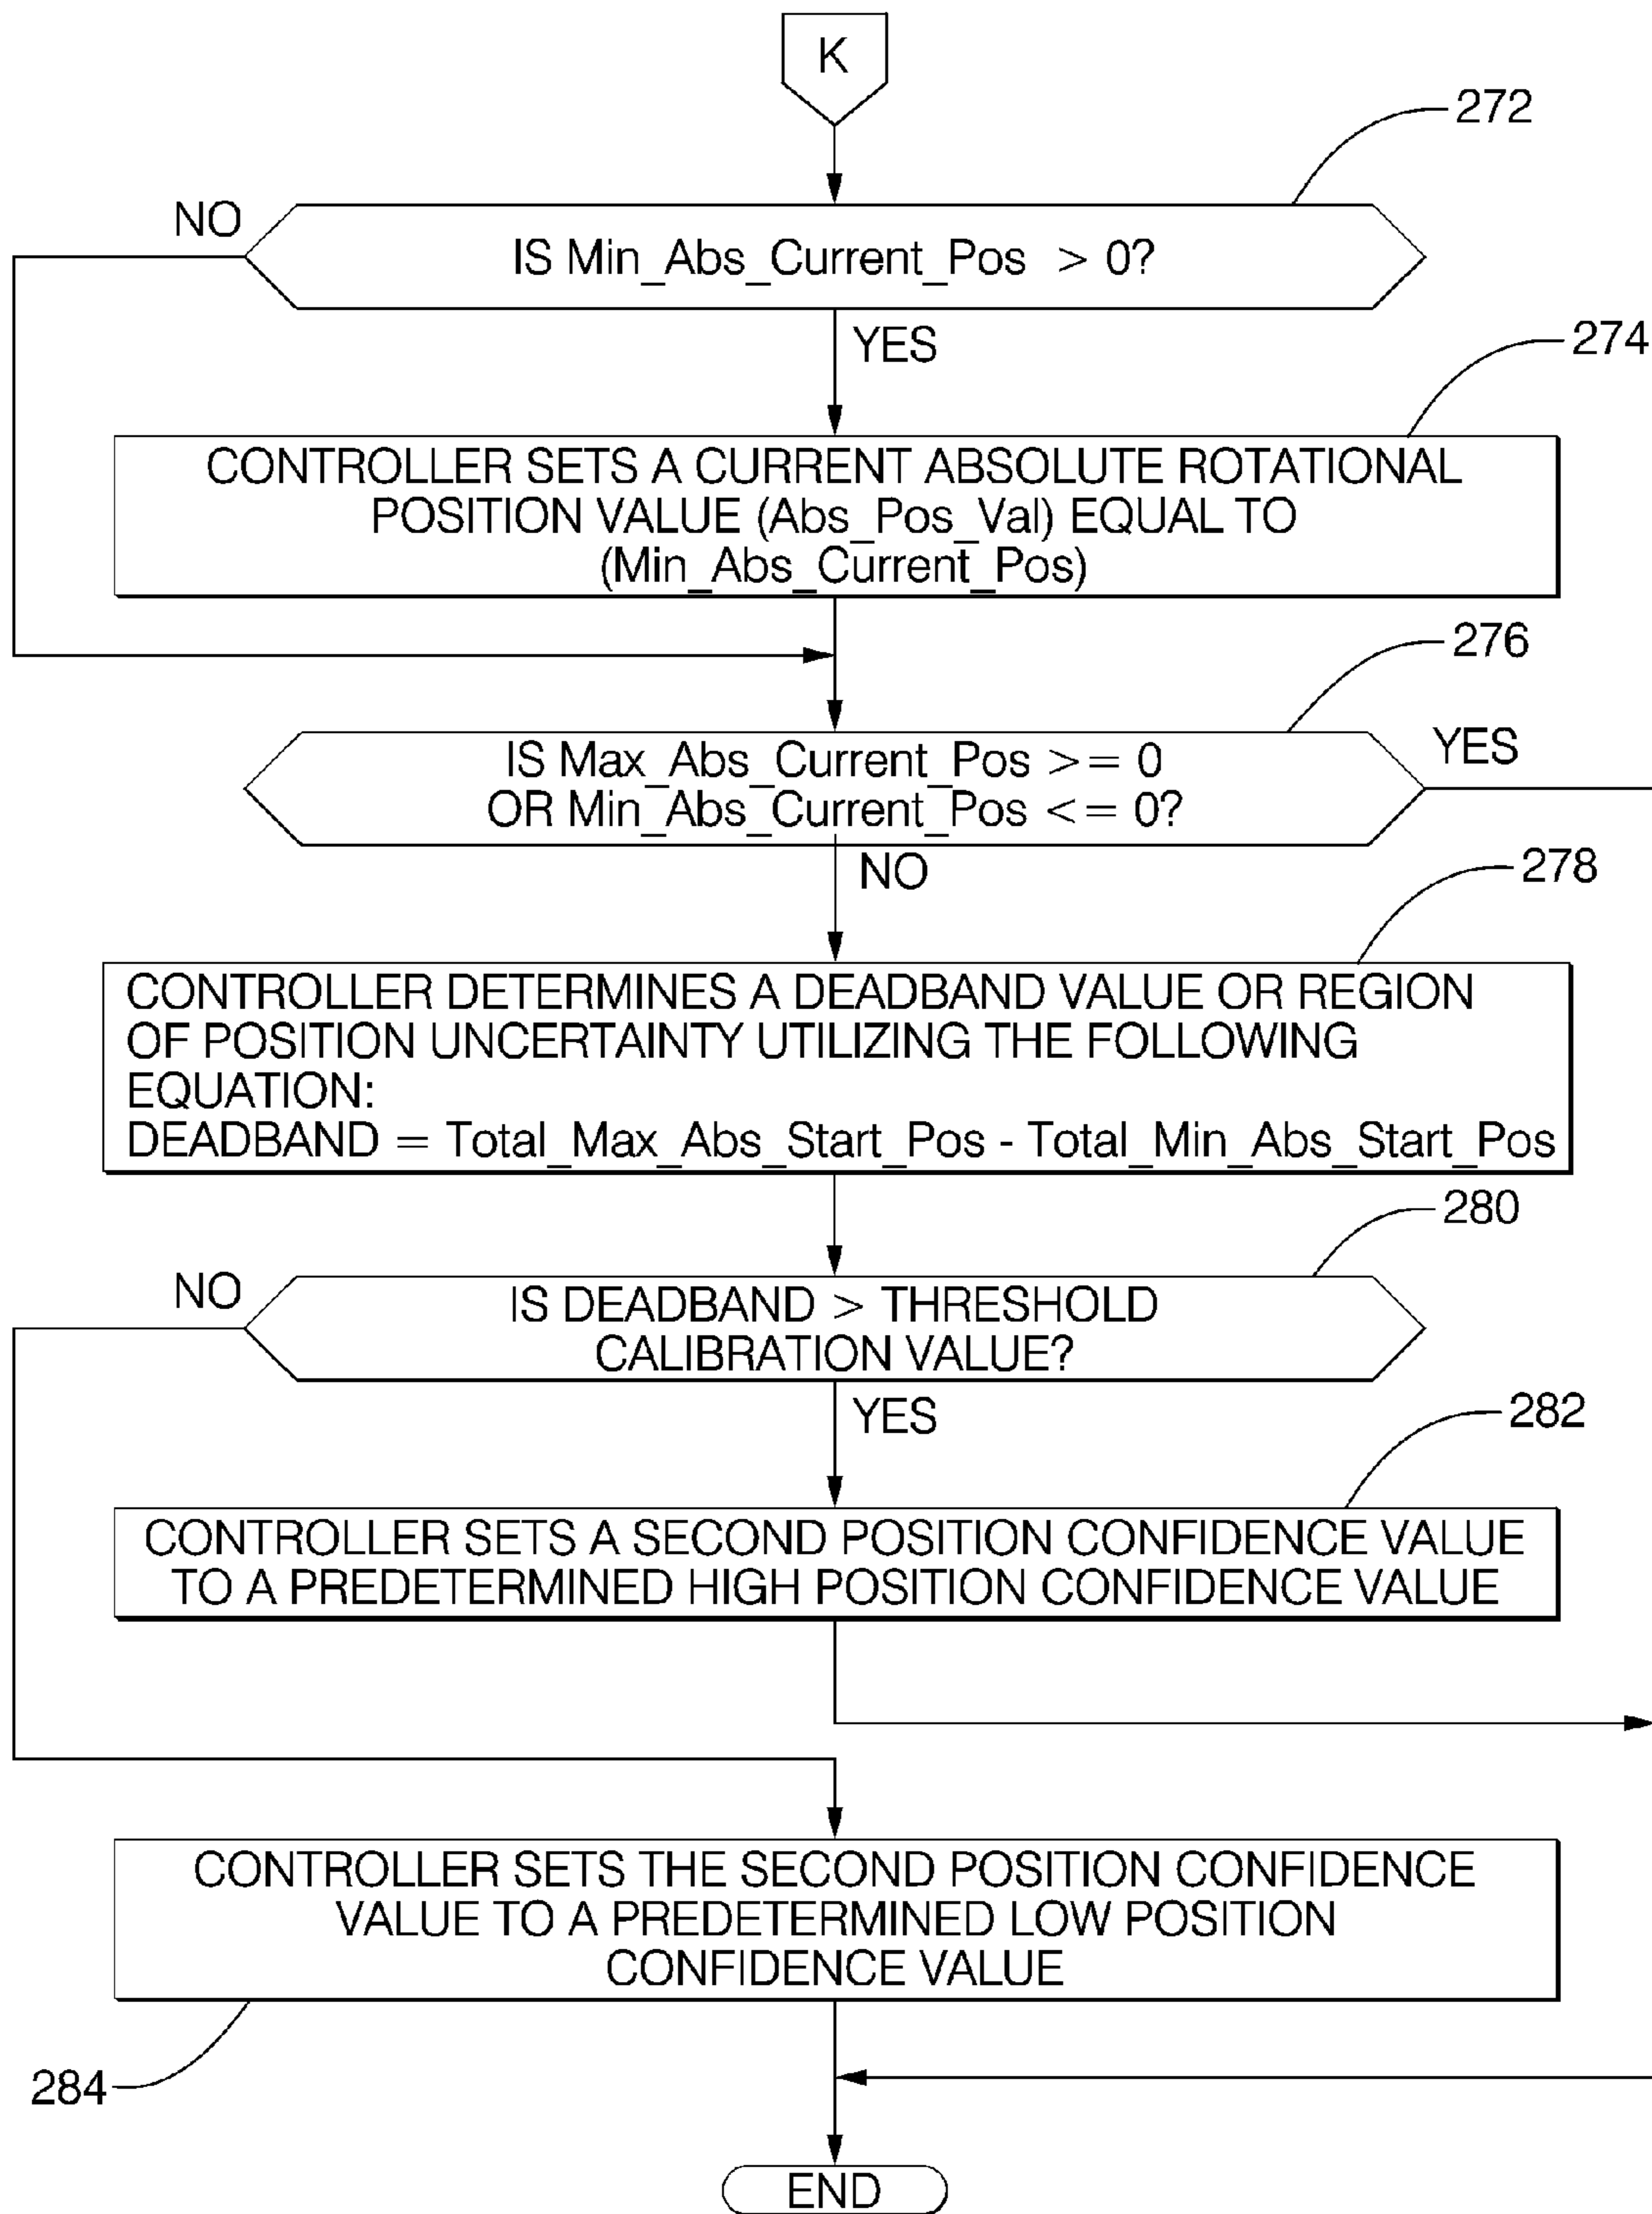 K
272
NO
IS Min_Abs_Current_Pos > 0?
YES
274
CONTROLLER SETS A CURRENT ABSOLUTE ROTATIONAL
POSITION VALUE (Abs_Pos_Val) EQUAL TO
(Min_Abs_Current_Pos)
276
IS Max_Abs_Current_Pos >= 0
OR Min_Abs_Current_Pos <= 0?
YES
NO
278
CONTROLLER DETERMINES A DEADBAND VALUE OR REGION
OF POSITION UNCERTAINTY UTILIZING THE FOLLOWING
EQUATION:
DEADBAND = Total_Max_Abs_Start_Pos - Total_Min_Abs_Start_Pos
280
NO
IS DEADBAND > THRESHOLD
CALIBRATION VALUE?
YES
282
CONTROLLER SETS A SECOND POSITION CONFIDENCE VALUE
TO A PREDETERMINED HIGH POSITION CONFIDENCE VALUE
CONTROLLER SETS THE SECOND POSITION CONFIDENCE
VALUE TO A PREDETERMINED LOW POSITION
CONFIDENCE VALUE
284
END